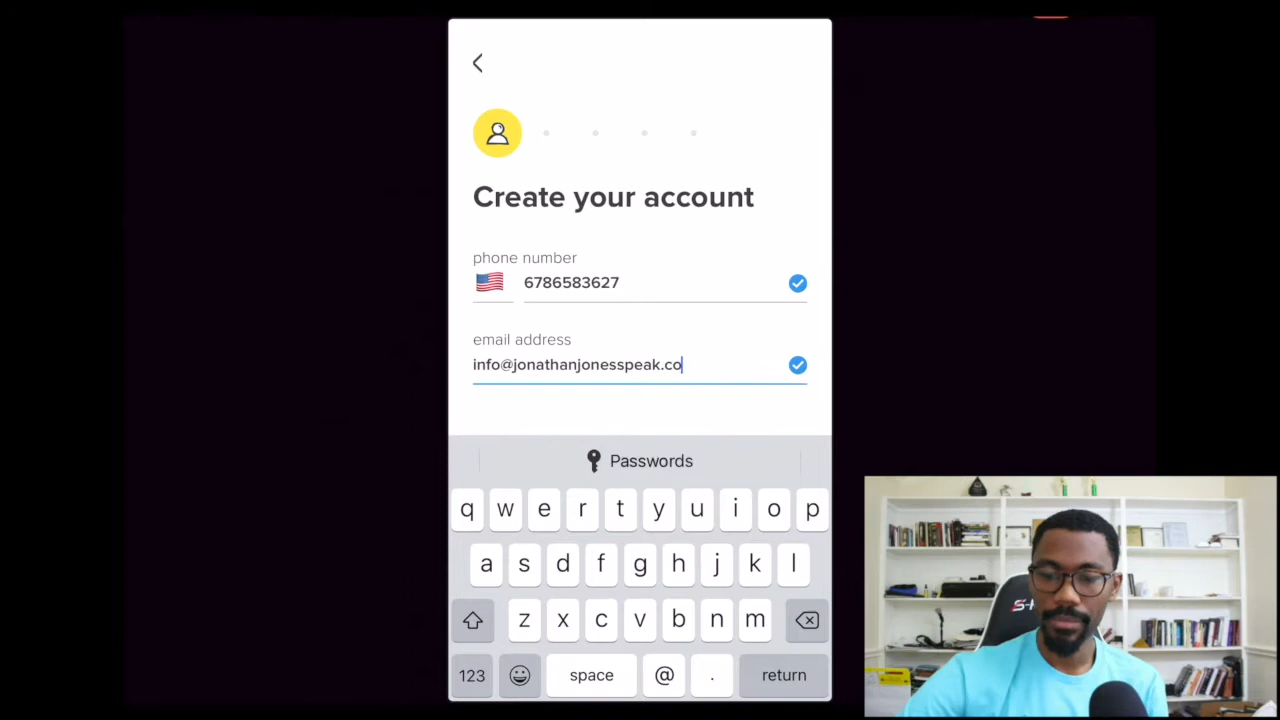 Create your account
phone number
6786583627
email address
info@jonathanjonesspeak.co
Passwords
q w e r t y u i o p
a s d f g h j k l
z x c v b n m
123 space @ . return